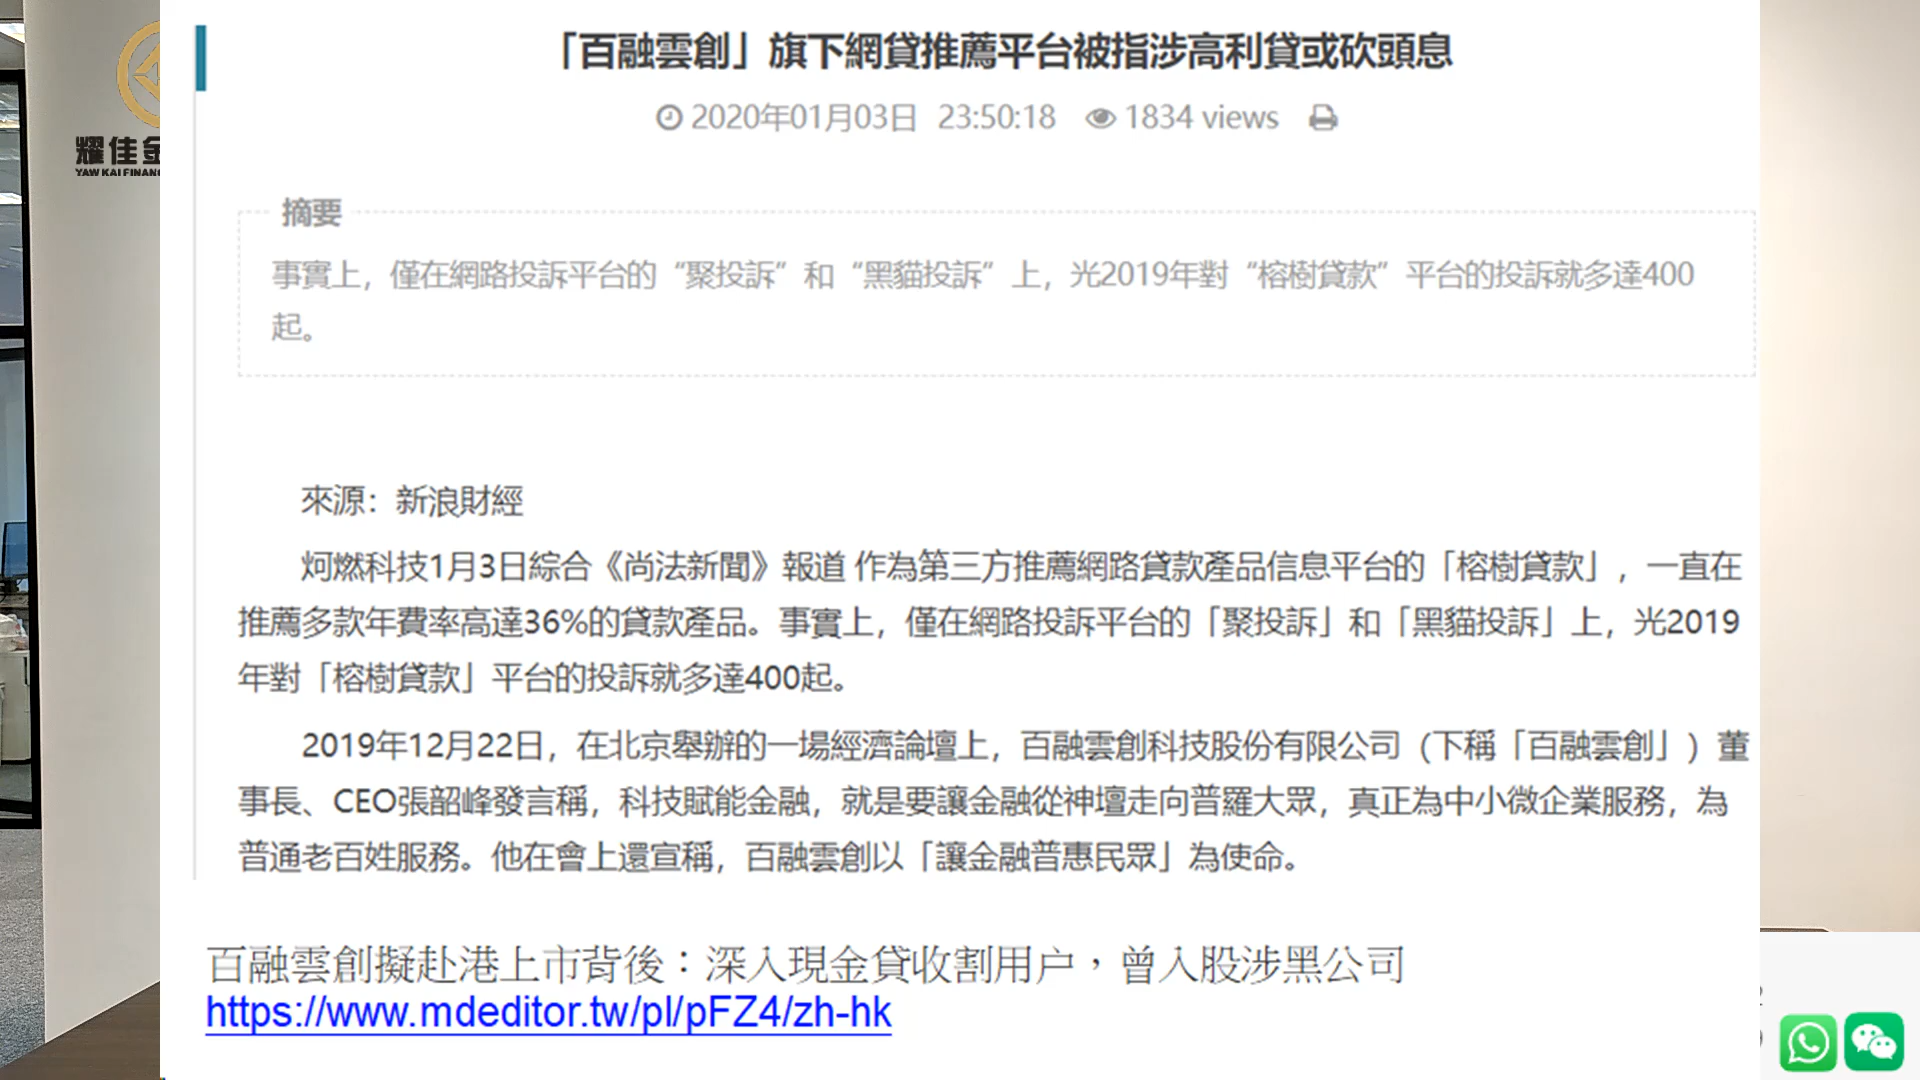 「百融雲創」旗下網貸推薦平台被指涉高利貸或砍頭息
2020年01月03日 23:50:18 1834 views
耀佳金
YAW KAI FINAN
摘要
事實上，僅在網路投訴平台的“聚投訴”和“黑貓投訴”上，光2019年對“榕樹貸款”平台的投訴就多達400
起。
來源：新浪財經
炣燃科技1月3日綜合《尚法新聞》報道 作為第三方推薦網路貸款產品信息平台的「榕樹貸款」，一直在
推薦多款年費率高達36%的貸款產品。事實上，僅在網路投訴平台的「聚投訴」和「黑貓投訴」上，光2019
年對「榕樹貸款」平台的投訴就多達400起。
2019年12月22日，在北京舉辦的一場經濟論壇上，百融雲創科技股份有限公司（下稱「百融雲創」）董
事長、CEO張韶峰發言稱，科技賦能金融，就是要讓金融從神壇走向普羅大眾，真正為中小微企業服務，為
普通老百姓服務。他在會上還宣稱，百融雲創以「讓金融普惠民眾」為使命。
百融雲創擬赴港上市背後：深入現金貸收割用户，曾入股涉黑公司
https://www.mdeditor.tw/pl/pFZ4/zh-hk